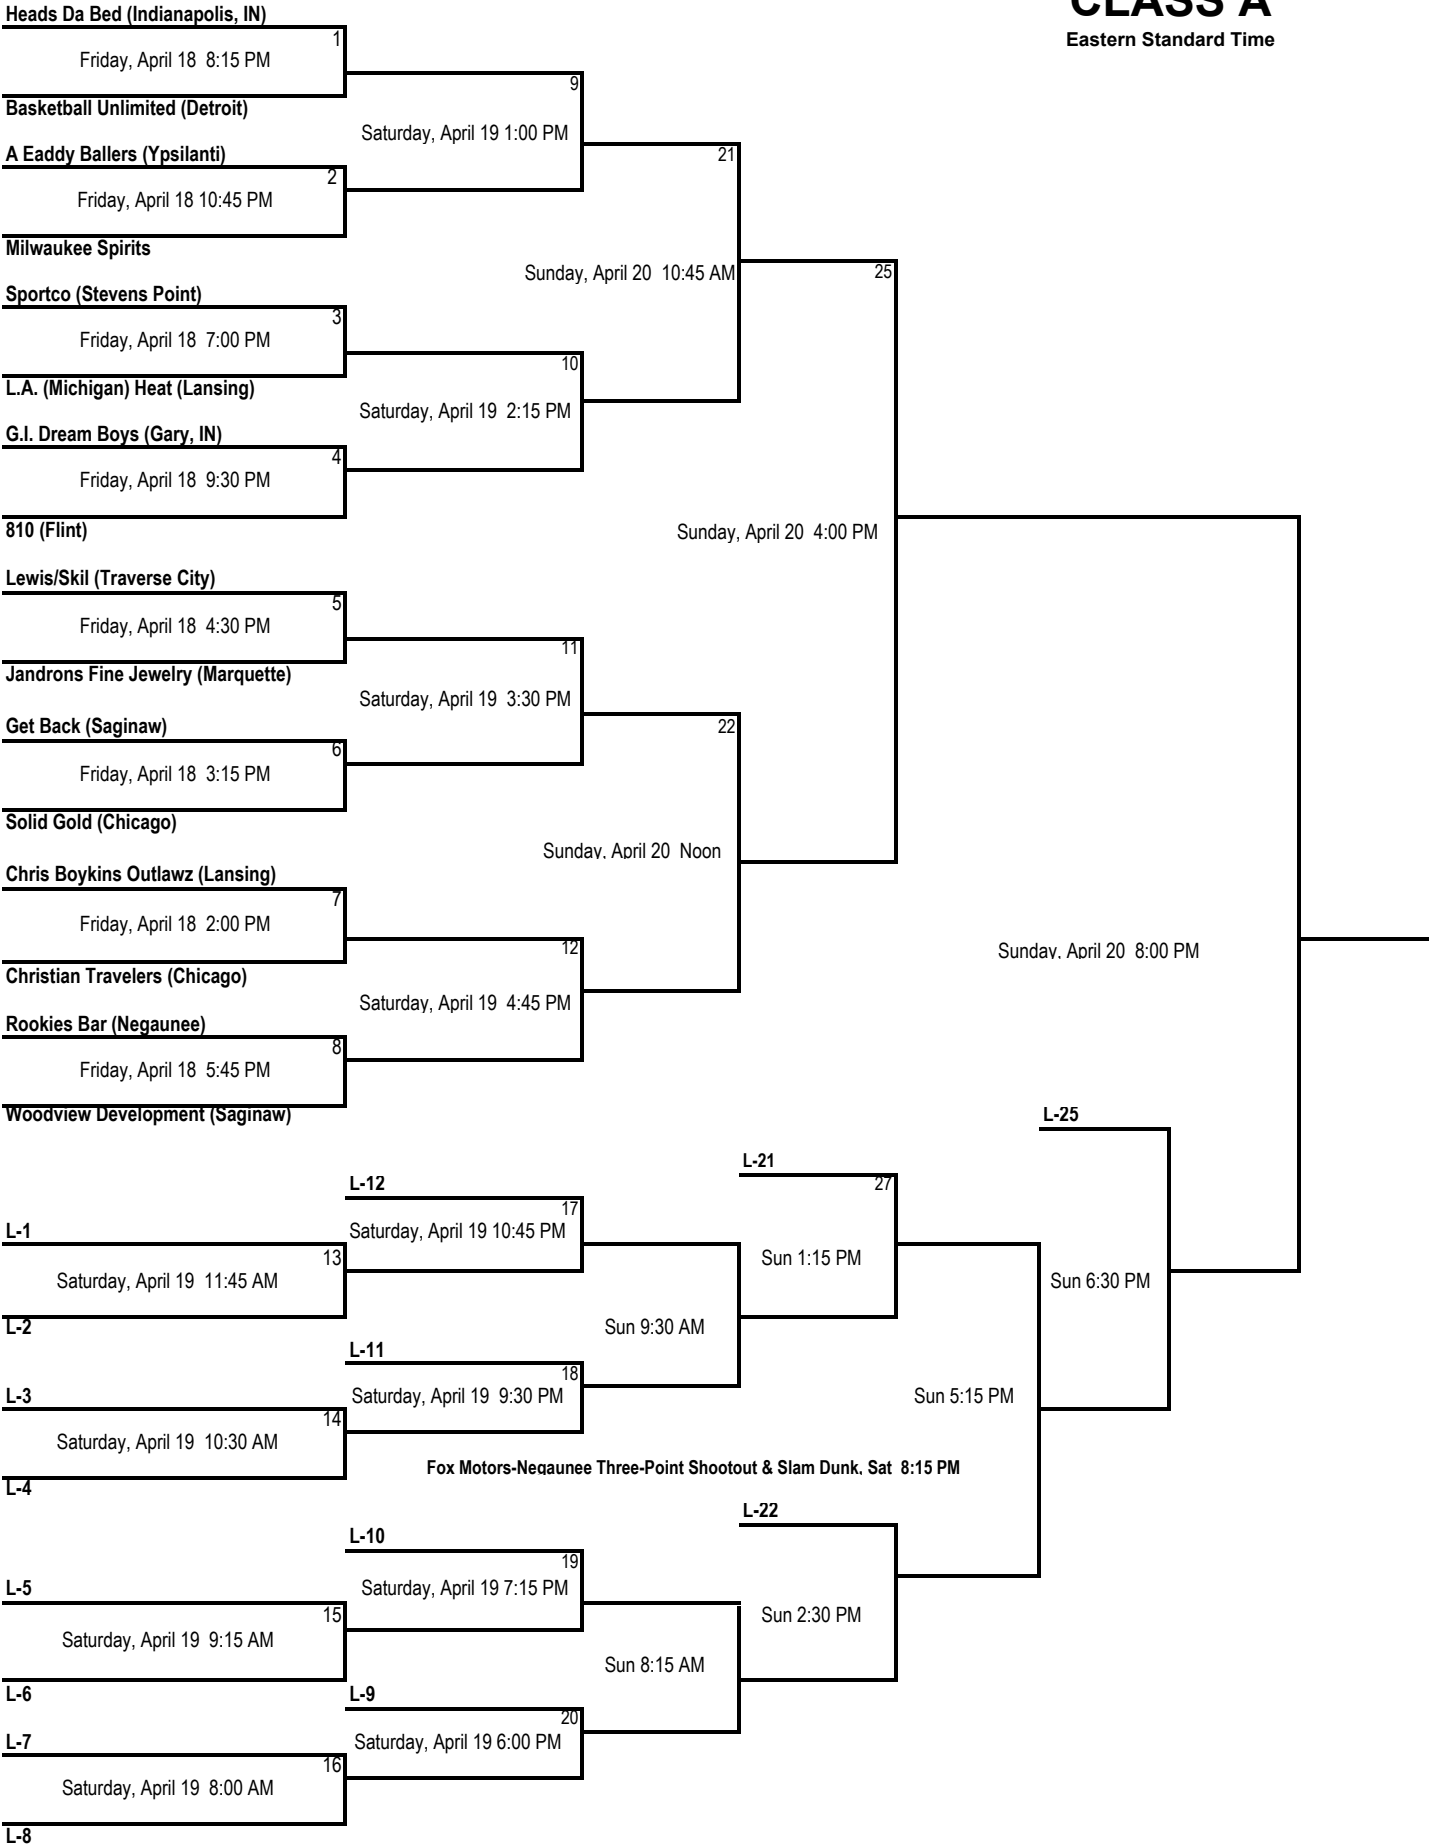 CLASS A
Eastern Standard Time
Heads Da Bed (Indianapolis, IN)
1
Friday, April 18  8:15 PM
9
Basketball Unlimited (Detroit)
Saturday, April 19 1:00 PM
A Eaddy Ballers (Ypsilanti)
21
2
Friday, April 18 10:45 PM
Milwaukee Spirits
Sunday, April 20  10:45 AM
25
Sportco (Stevens Point)
3
Friday, April 18  7:00 PM
10
L.A. (Michigan) Heat (Lansing)
Saturday, April 19  2:15 PM
G.I. Dream Boys (Gary, IN)
4
Friday, April 18  9:30 PM
810 (Flint)
Sunday, April 20  4:00 PM
Lewis/Skil (Traverse City)
5
Friday, April 18  4:30 PM
11
Jandrons Fine Jewelry (Marquette)
Saturday, April 19  3:30 PM
Get Back (Saginaw)
22
6
Friday, April 18  3:15 PM
Solid Gold (Chicago)
Sunday, April 20  Noon
Chris Boykins Outlawz (Lansing)
7
Friday, April 18  2:00 PM
12
Sunday, April 20  8:00 PM
Christian Travelers (Chicago)
Saturday, April 19  4:45 PM
Rookies Bar (Negaunee)
8
Friday, April 18  5:45 PM
Woodview Development (Saginaw)
L-25
L-21
L-12
27
17
L-1
Saturday, April 19 10:45 PM
13
Sun 1:15 PM
Saturday, April 19  11:45 AM
Sun 6:30 PM
L-2
Sun 9:30 AM
L-11
18
L-3
Saturday, April 19  9:30 PM
Sun 5:15 PM
14
Saturday, April 19  10:30 AM
Fox Motors-Negaunee Three-Point Shootout & Slam Dunk, Sat  8:15 PM
L-4
L-22
L-10
19
L-5
Saturday, April 19 7:15 PM
15
Sun 2:30 PM
Saturday, April 19  9:15 AM
Sun 8:15 AM
L-6
L-9
20
L-7
Saturday, April 19 6:00 PM
16
Saturday, April 19  8:00 AM
L-8